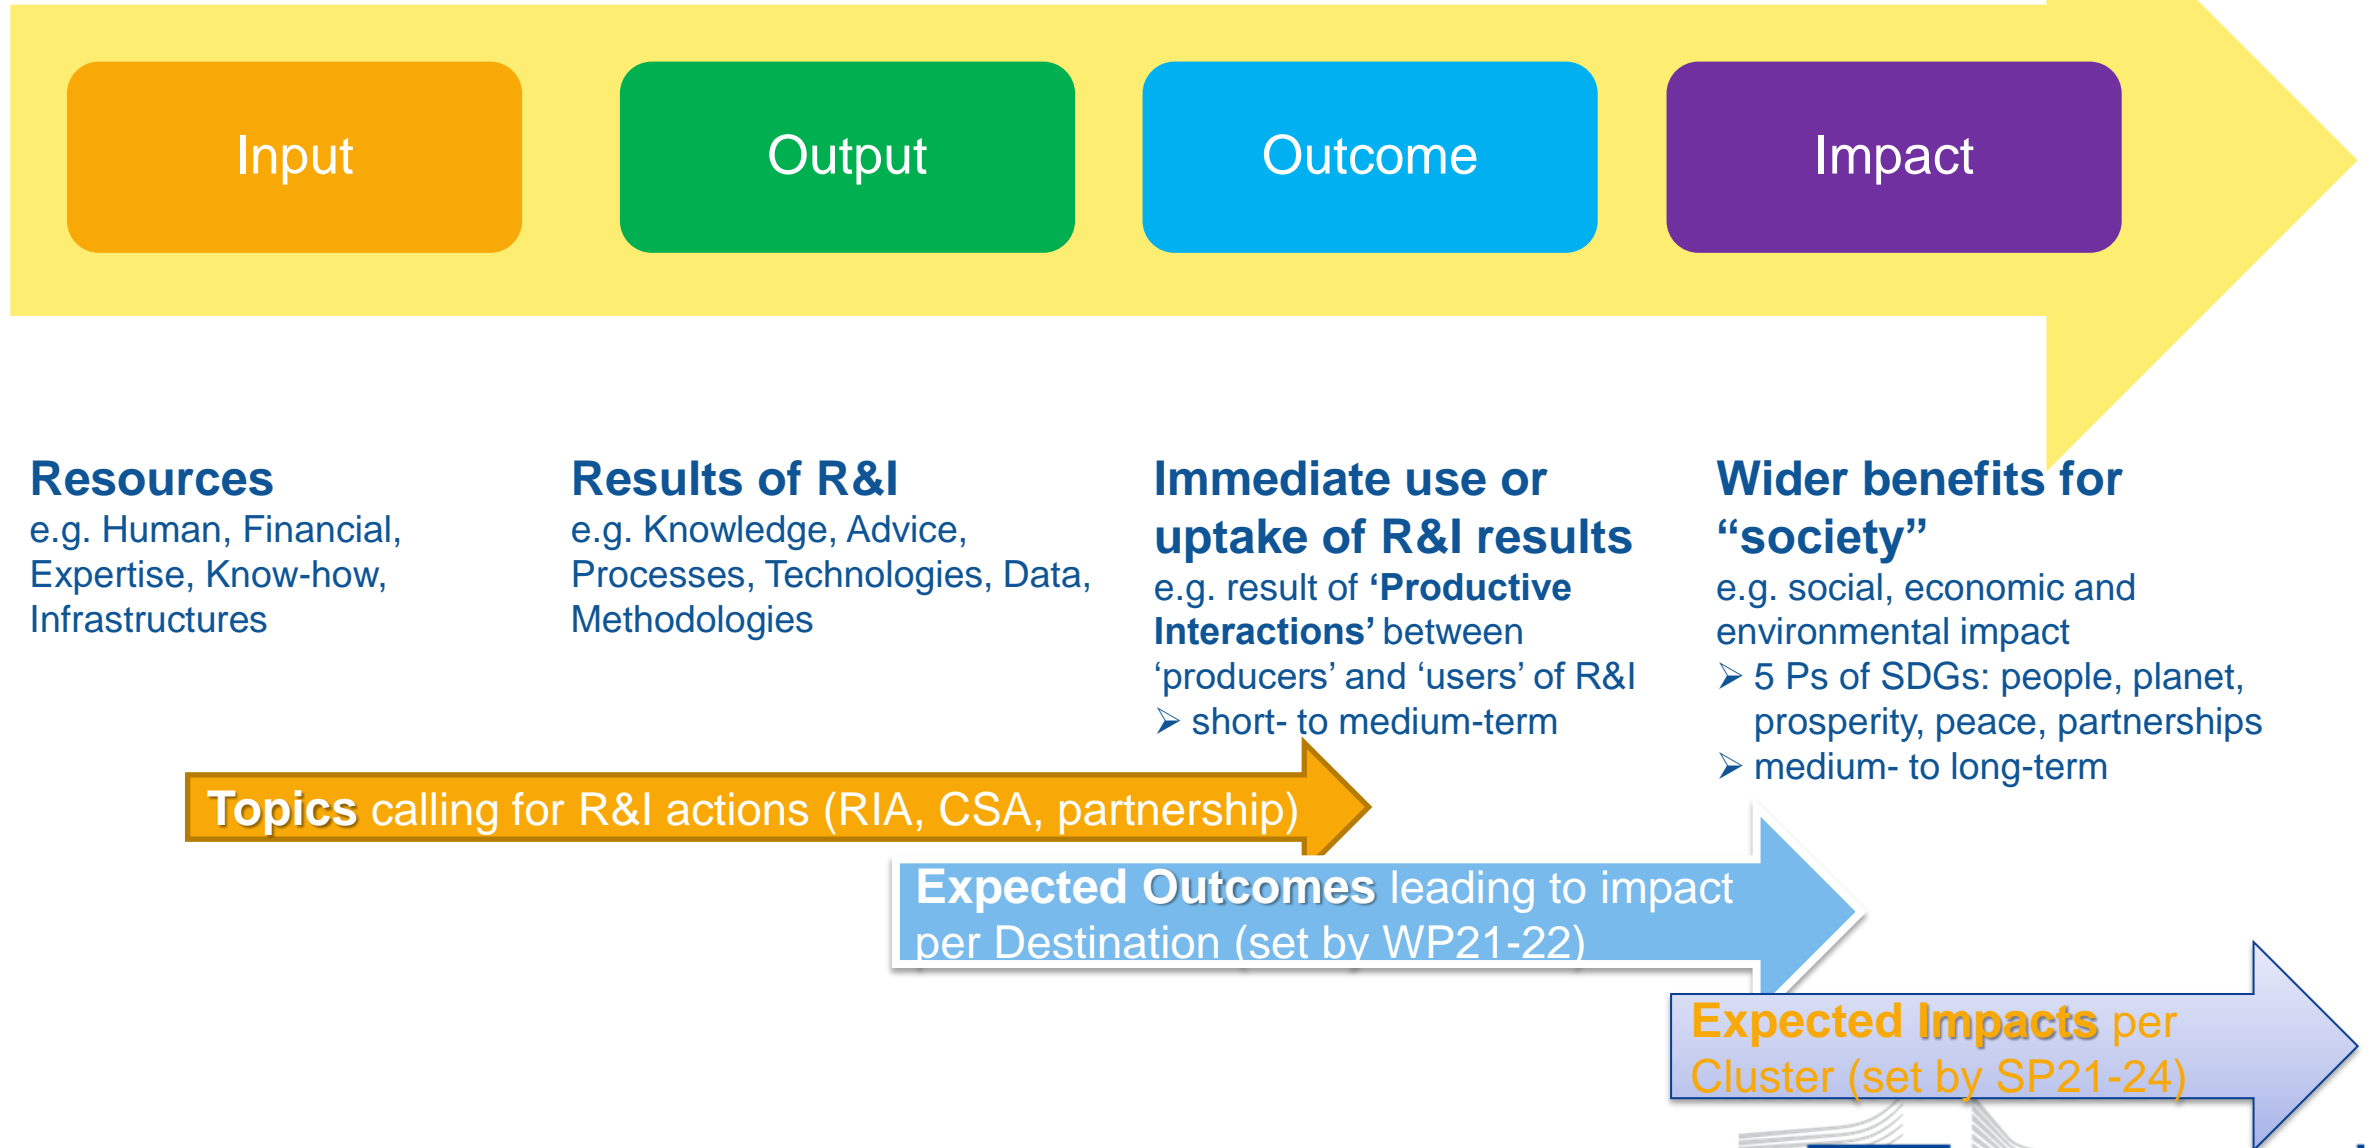 Input
Output
Outcome
Impact
Resources
e.g. Human, Financial,
Expertise, Know-how,
Infrastructures
Results of R&I
e.g. Knowledge, Advice,
Processes, Technologies, Data,
Methodologies
Immediate use or
uptake of R&I results
e.g. result of ‘Productive
Interactions’ between
‘producers’ and ‘users’ of R&I
➢ short- to medium-term
Wider benefits for
“society”
e.g. social, economic and
environmental impact
➢ 5 Ps of SDGs: people, planet,
prosperity, peace, partnerships
➢ medium- to long-term
Topics calling for R&I actions (RIA, CSA, partnership)
Expected Outcomes leading to impact
per Destination (set by WP21-22)
Expected Impacts per
Cluster (set by SP21-24)